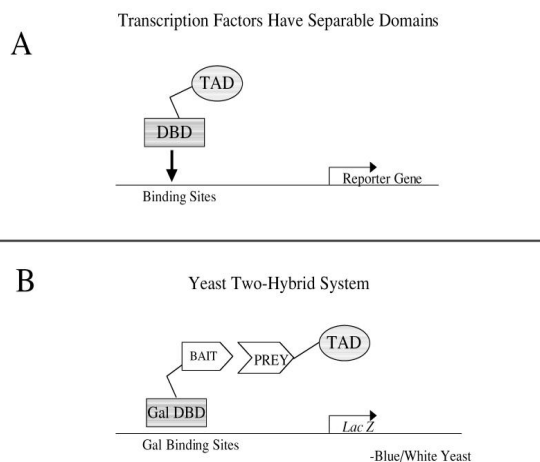 Transcription Factors Have Separable Domains
A
TAD
DBD
Reporter Gene
Binding Sites
B
Yeast Two-Hybrid System
BAIT
PREY
TAD
Gal DBD
Lac Z
Gal Binding Sites
-Blue/White Yeast